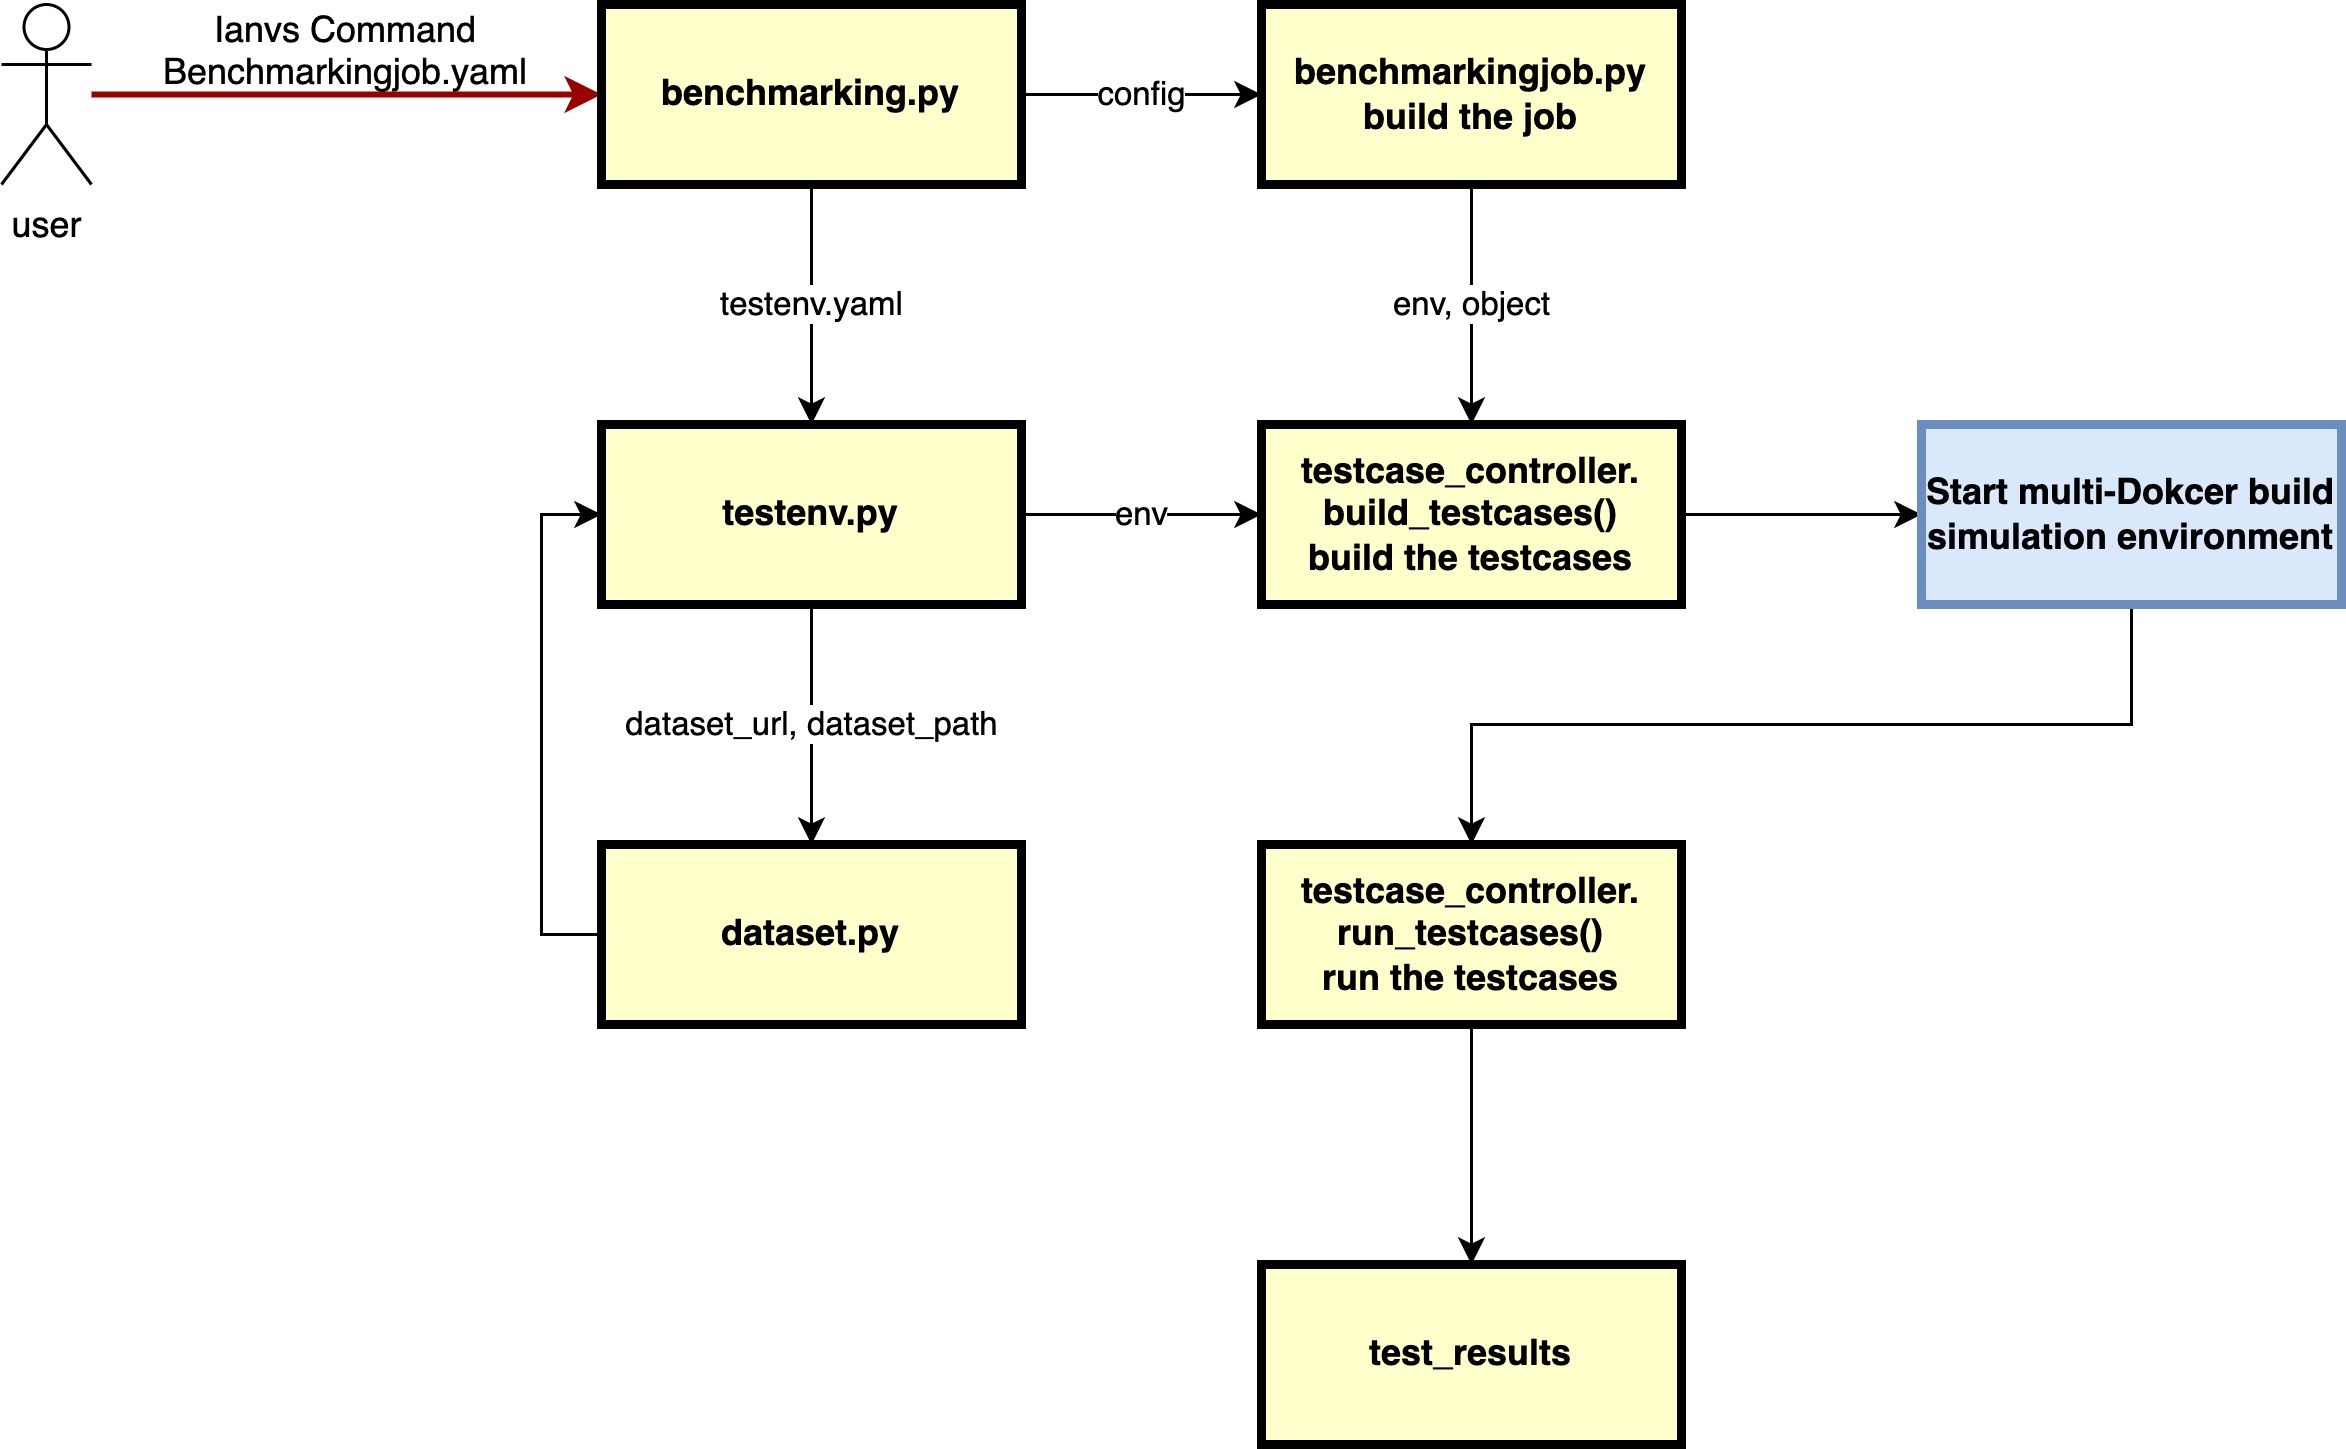 Ianvs Command
Benchmarkingjob.yaml
user
benchmarking.py
config
benchmarkingjob.py
build the job
testenv.yaml
env, object
testenv.py
env
testcase_controller.
build_testcases()
build the testcases
Start multi-Dokcer build
simulation environment
dataset_url, dataset_path
dataset.py
testcase_controller.
run_testcases()
run the testcases
test_results